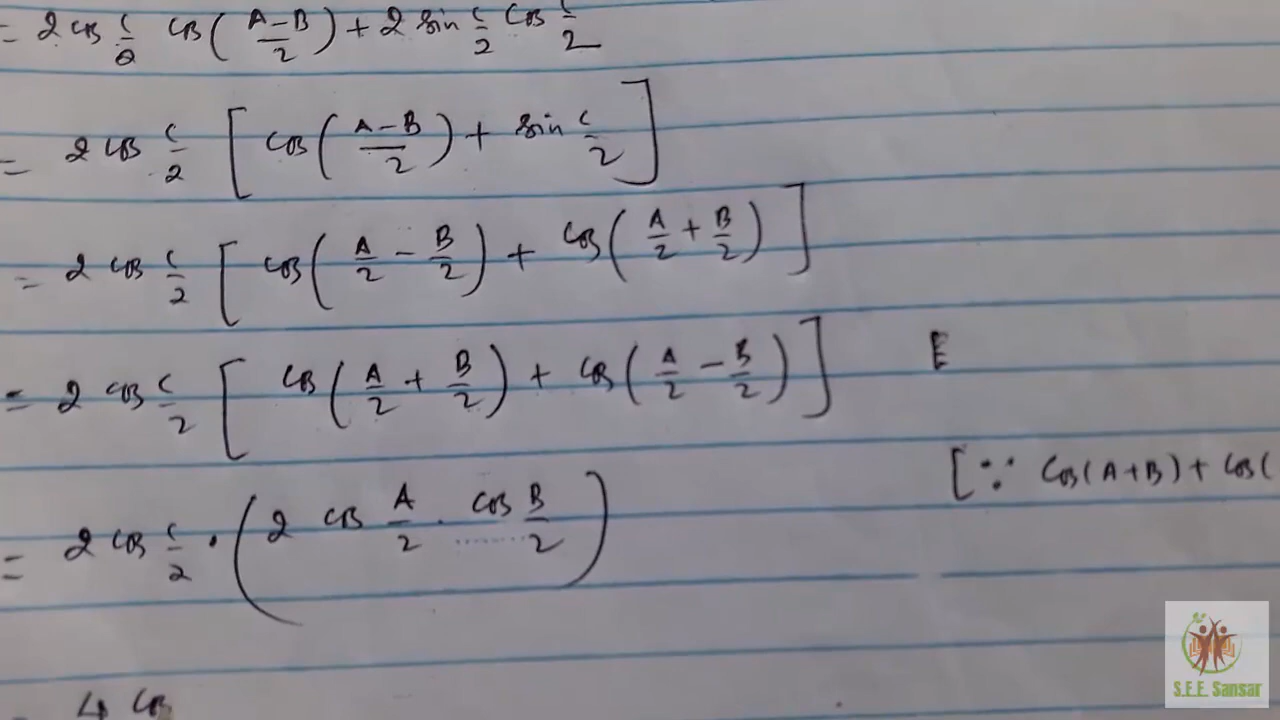 = 2 cos C/2 cos(A-B/2) + 2 sin C/2 cos C/2
= 2 cos C/2 [ cos(A-B/2) + sin C/2 ]
= 2 cos C/2 [ cos(A/2 - B/2) + cos(A/2 + B/2) ]
= 2 cos C/2 [ cos(A/2 + B/2) + cos(A/2 - B/2) ] E
[∵ cos(A+B) + cos(
= 2 cos C/2 · (2 cos A/2 · cos B/2)
4 cos
S.E.E. Sansar